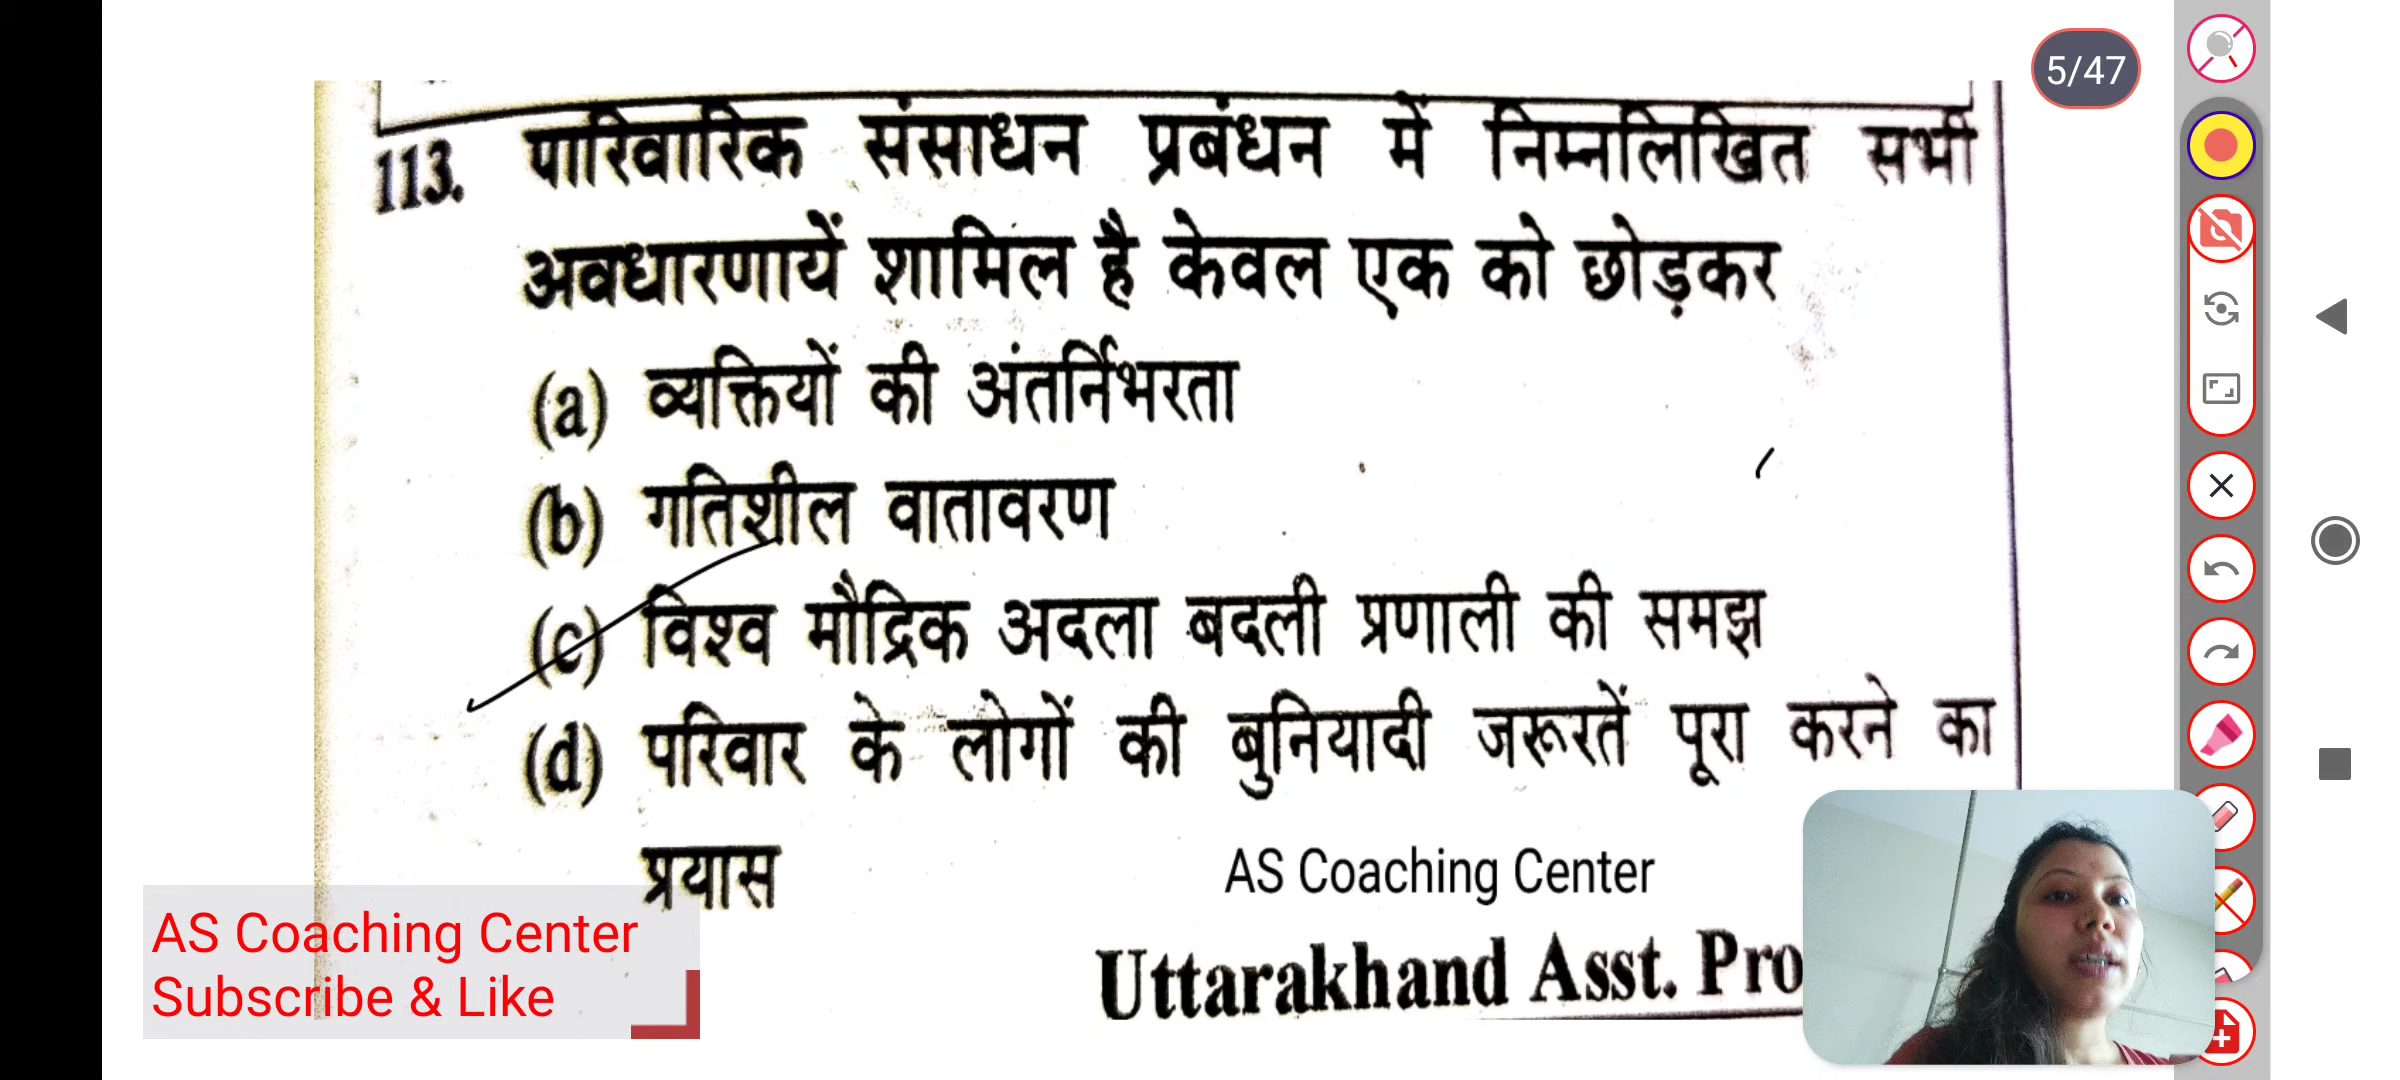 5/47
113. पारिवारिक संसाधन प्रबंधन में निम्नलिखित सभी
अवधारणायें शामिल है केवल एक को छोड़कर
(a) व्यक्तियों की अंतर्निभरता
(b) गतिशील वातावरण
(c) विश्व मौद्रिक अदला बदली प्रणाली की समझ
(d) परिवार के लोगों की बुनियादी जरूरतें पूरा करने का
प्रयास
AS Coaching Center
AS Coaching Center
Subscribe & Like
Uttarakhand Asst. Pro